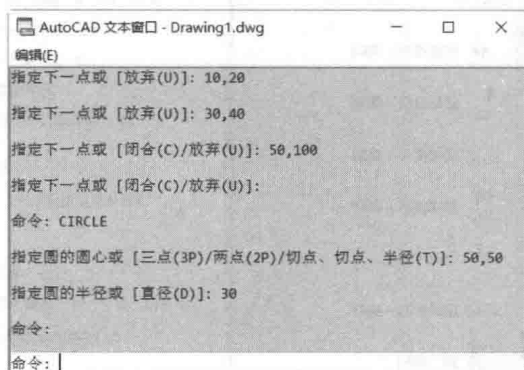 AutoCAD 文本窗口 - Drawing1.dwg
编辑(E)
指定下一点或 [放弃(U)]: 10,20
指定下一点或 [放弃(U)]: 30,40
指定下一点或 [闭合(C)/放弃(U)]: 50,100
指定下一点或 [闭合(C)/放弃(U)]:
命令: CIRCLE
指定圆的圆心或 [三点(3P)/两点(2P)/切点、切点、半径(T)]: 50,50
指定圆的半径或 [直径(D)]: 30
命令:
命令: